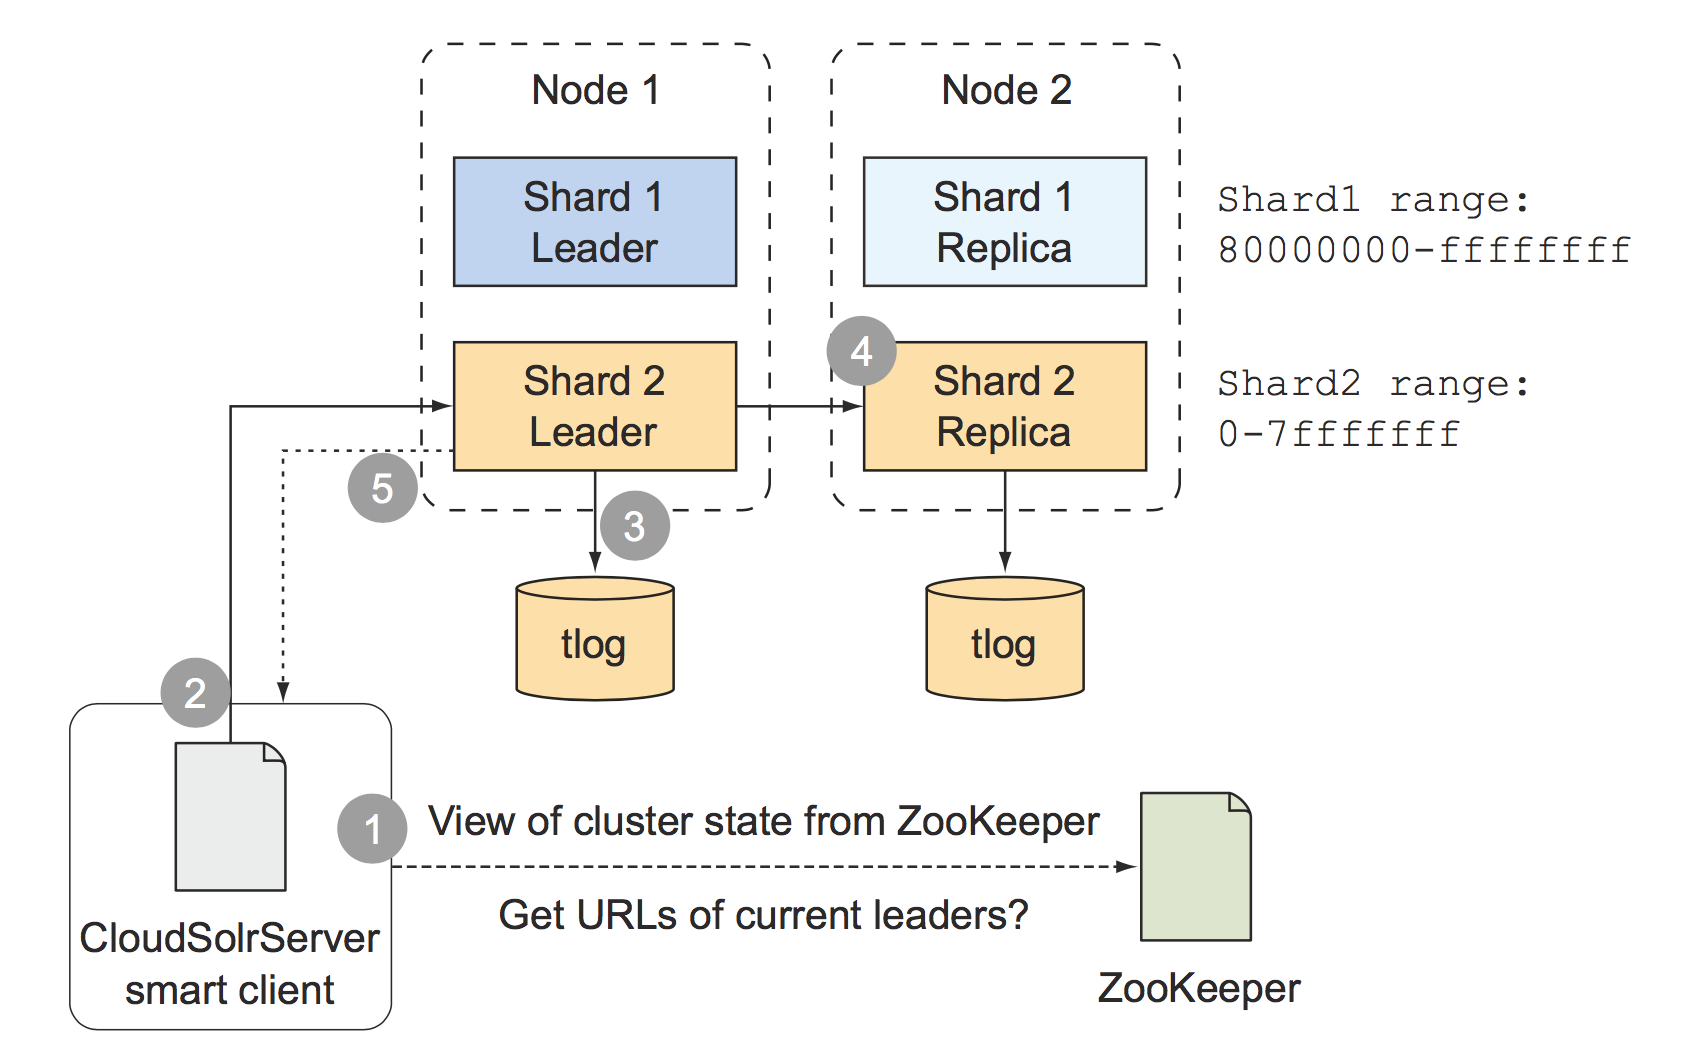 Node 1
Node 2
Shard 1
Leader
Shard 1
Replica
Shard1 range:
80000000-ffffffff
Shard 2
Leader
4
Shard 2
Replica
Shard2 range:
0-7fffffff
5
3
tlog
tlog
2
1
View of cluster state from ZooKeeper
Get URLs of current leaders?
CloudSolrServer
smart client
ZooKeeper